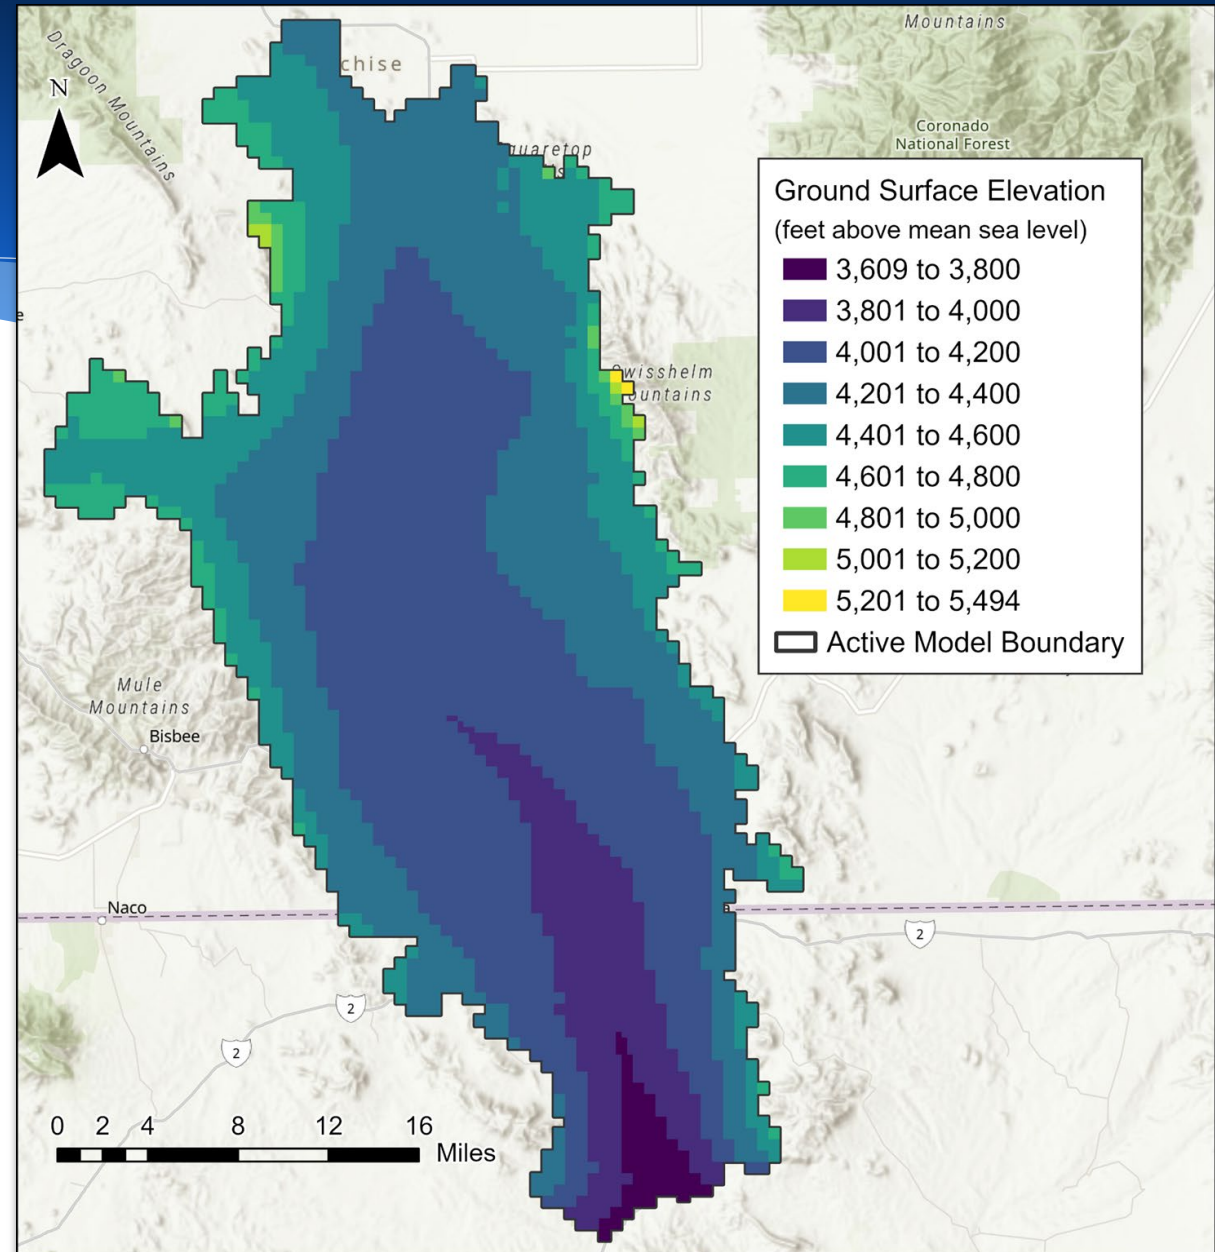 Mountains
Dragoon Mountains
chise
N
quaretop
Coronado
National Forest
Ground Surface Elevation
(feet above mean sea level)
3,609 to 3,800
3,801 to 4,000
4,001 to 4,200
4,201 to 4,400
4,401 to 4,600
4,601 to 4,800
4,801 to 5,000
5,001 to 5,200
5,201 to 5,494
Active Model Boundary
e
wisshelm
ountains
Mule
Mountains
Bisbee
Naco
2
2
2
0 2 4 8 12 16
Miles